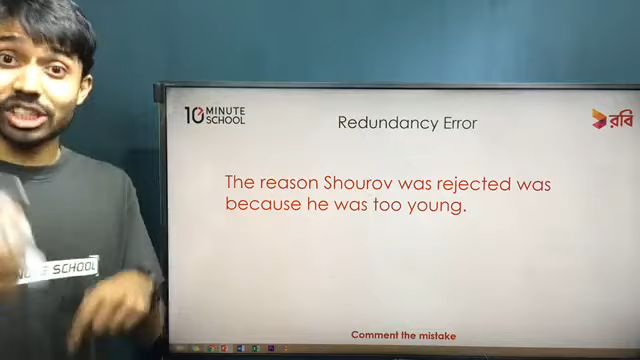 10 MINUTE SCHOOL
Redundancy Error
রবি
The reason Shourov was rejected was
because he was too young.
SCHOOL
Comment the mistake